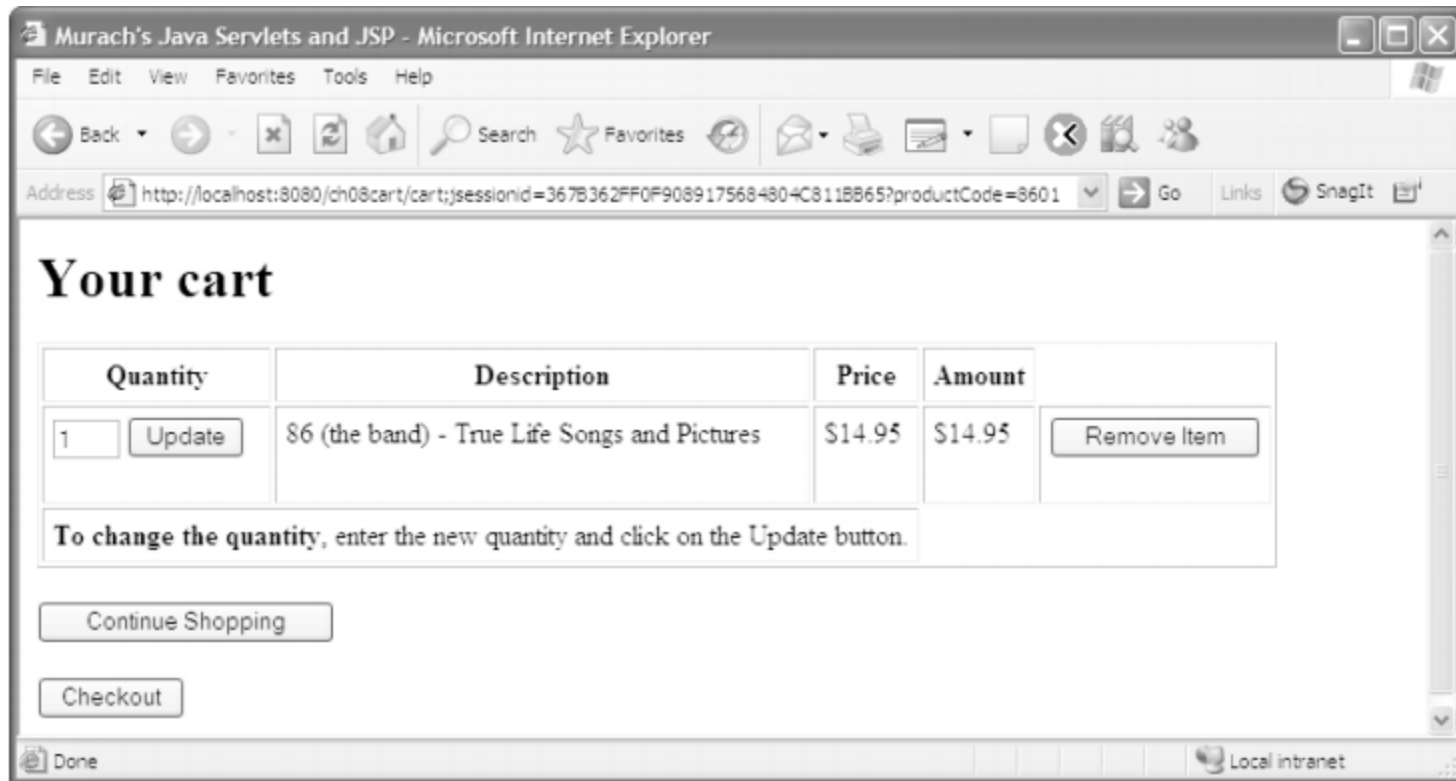 Murach's Java Servlets and JSP - Microsoft Internet Explorer
File Edit View Favorites Tools Help
Back Search Favorites
Address http://localhost:8080/ch08cart/cart;jsessionid=367B362FF0F9089175684804C811BB65?productCode=8601 Go Links SnagIt
Your cart
Quantity Description Price Amount
1 Update 86 (the band) - True Life Songs and Pictures $14.95 $14.95 Remove Item
To change the quantity, enter the new quantity and click on the Update button.
Continue Shopping
Checkout
Done Local intranet